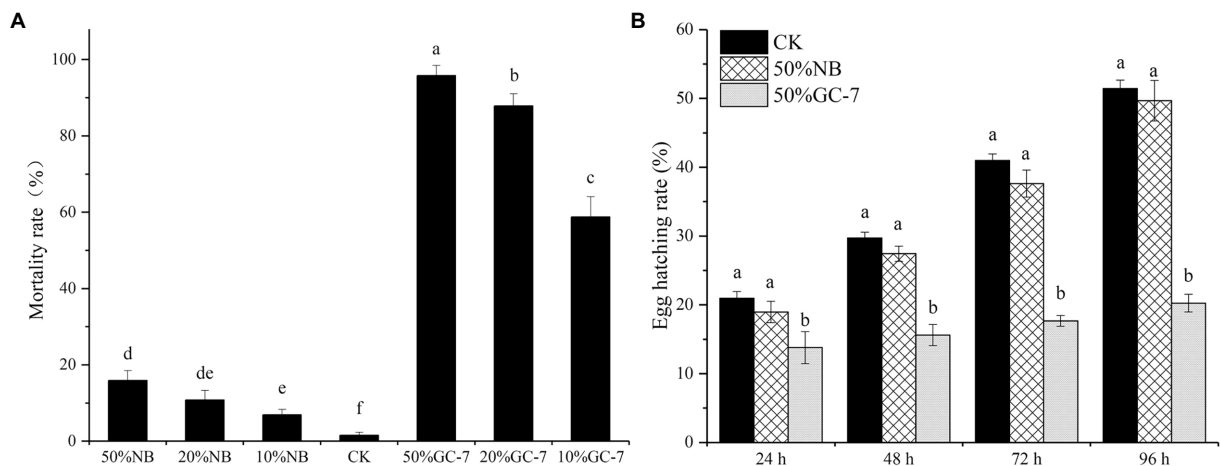 A
Mortality rate (%)
100
80
60
40
20
0
d
de
e
f
a
b
c
50%NB 20%NB 10%NB CK 50%GC-7 20%GC-7 10%GC-7
B
Egg hatching rate (%)
60
50
40
30
20
10
0
CK
50%NB
50%GC-7
a a b
a a b
a a b
a a b
24 h 48 h 72 h 96 h